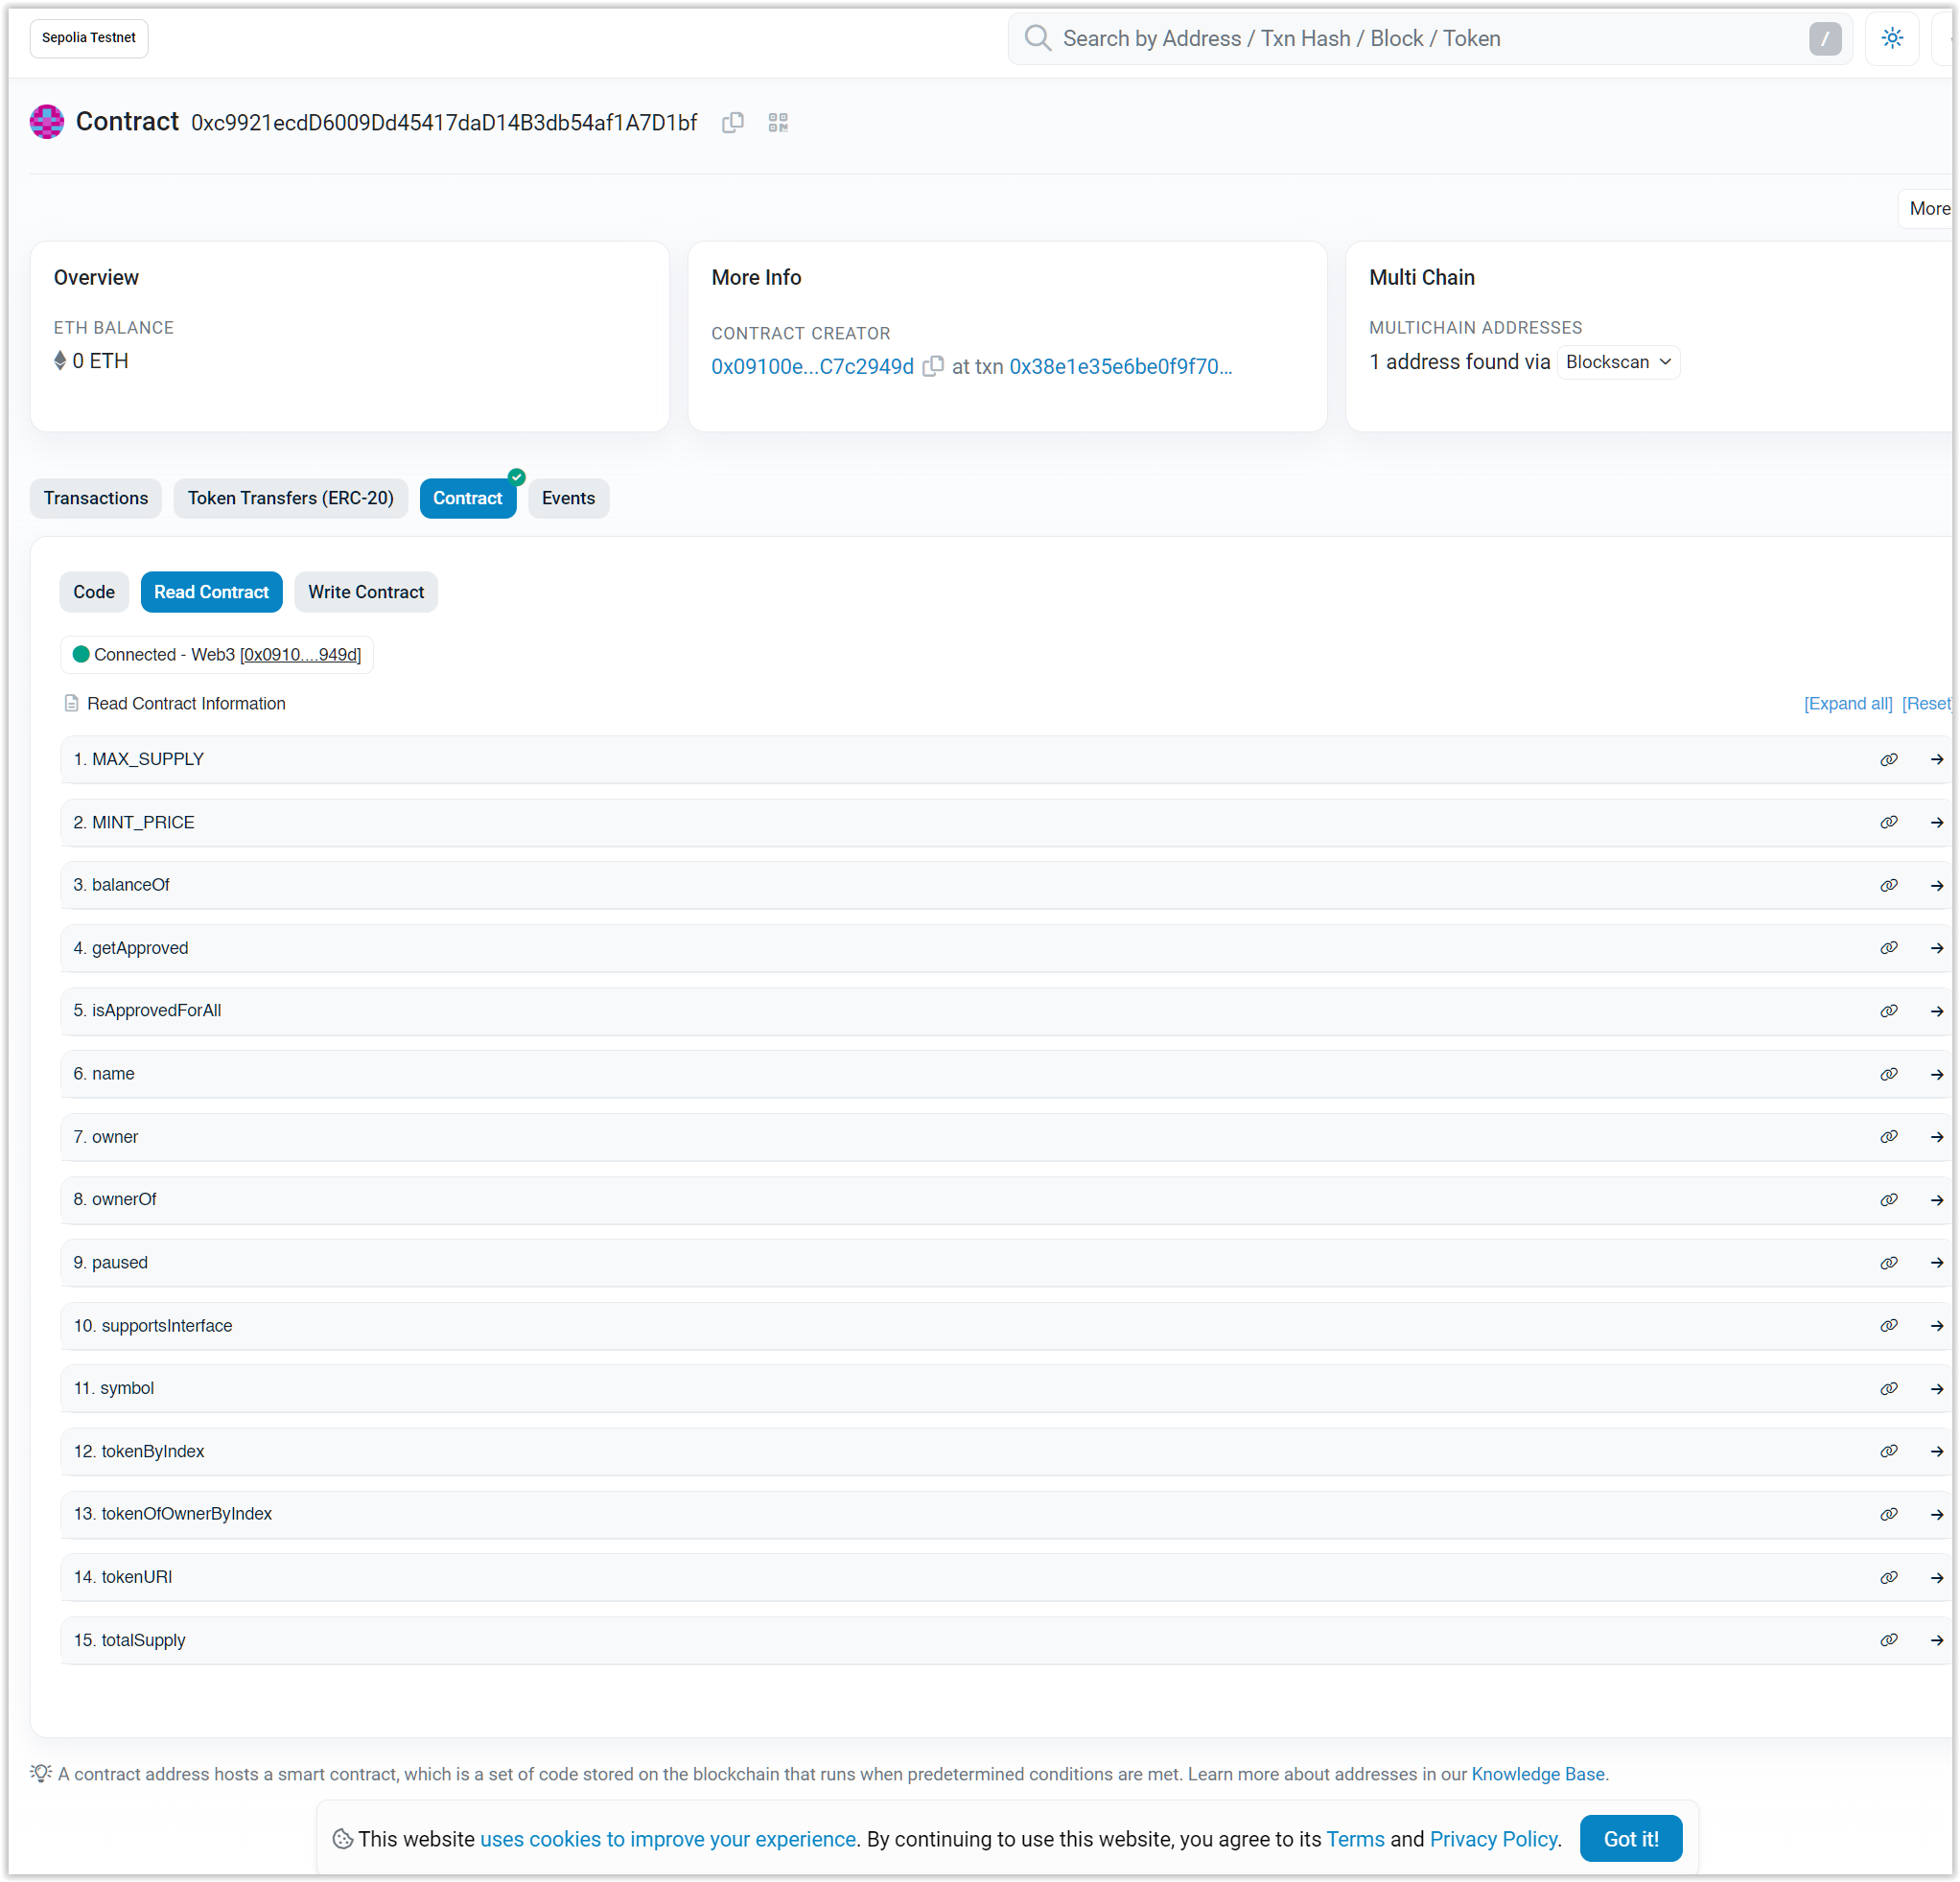 Sepolia Testnet
Search by Address / Txn Hash / Block / Token /
Contract 0xc9921ecdD6009Dd45417daD14B3db54af1A7D1bf
More
Overview
ETH BALANCE
0 ETH
More Info
CONTRACT CREATOR
0x09100e...C7c2949d at txn 0x38e1e35e6be0f9f70...
Multi Chain
MULTICHAIN ADDRESSES
1 address found via Blockscan
Transactions Token Transfers (ERC-20) Contract Events
Code Read Contract Write Contract
Connected - Web3 [0x0910....949d]
Read Contract Information [Expand all] [Reset]
1. MAX_SUPPLY
2. MINT_PRICE
3. balanceOf
4. getApproved
5. isApprovedForAll
6. name
7. owner
8. ownerOf
9. paused
10. supportsInterface
11. symbol
12. tokenByIndex
13. tokenOfOwnerByIndex
14. tokenURI
15. totalSupply
A contract address hosts a smart contract, which is a set of code stored on the blockchain that runs when predetermined conditions are met. Learn more about addresses in our Knowledge Base.
This website uses cookies to improve your experience. By continuing to use this website, you agree to its Terms and Privacy Policy. Got it!